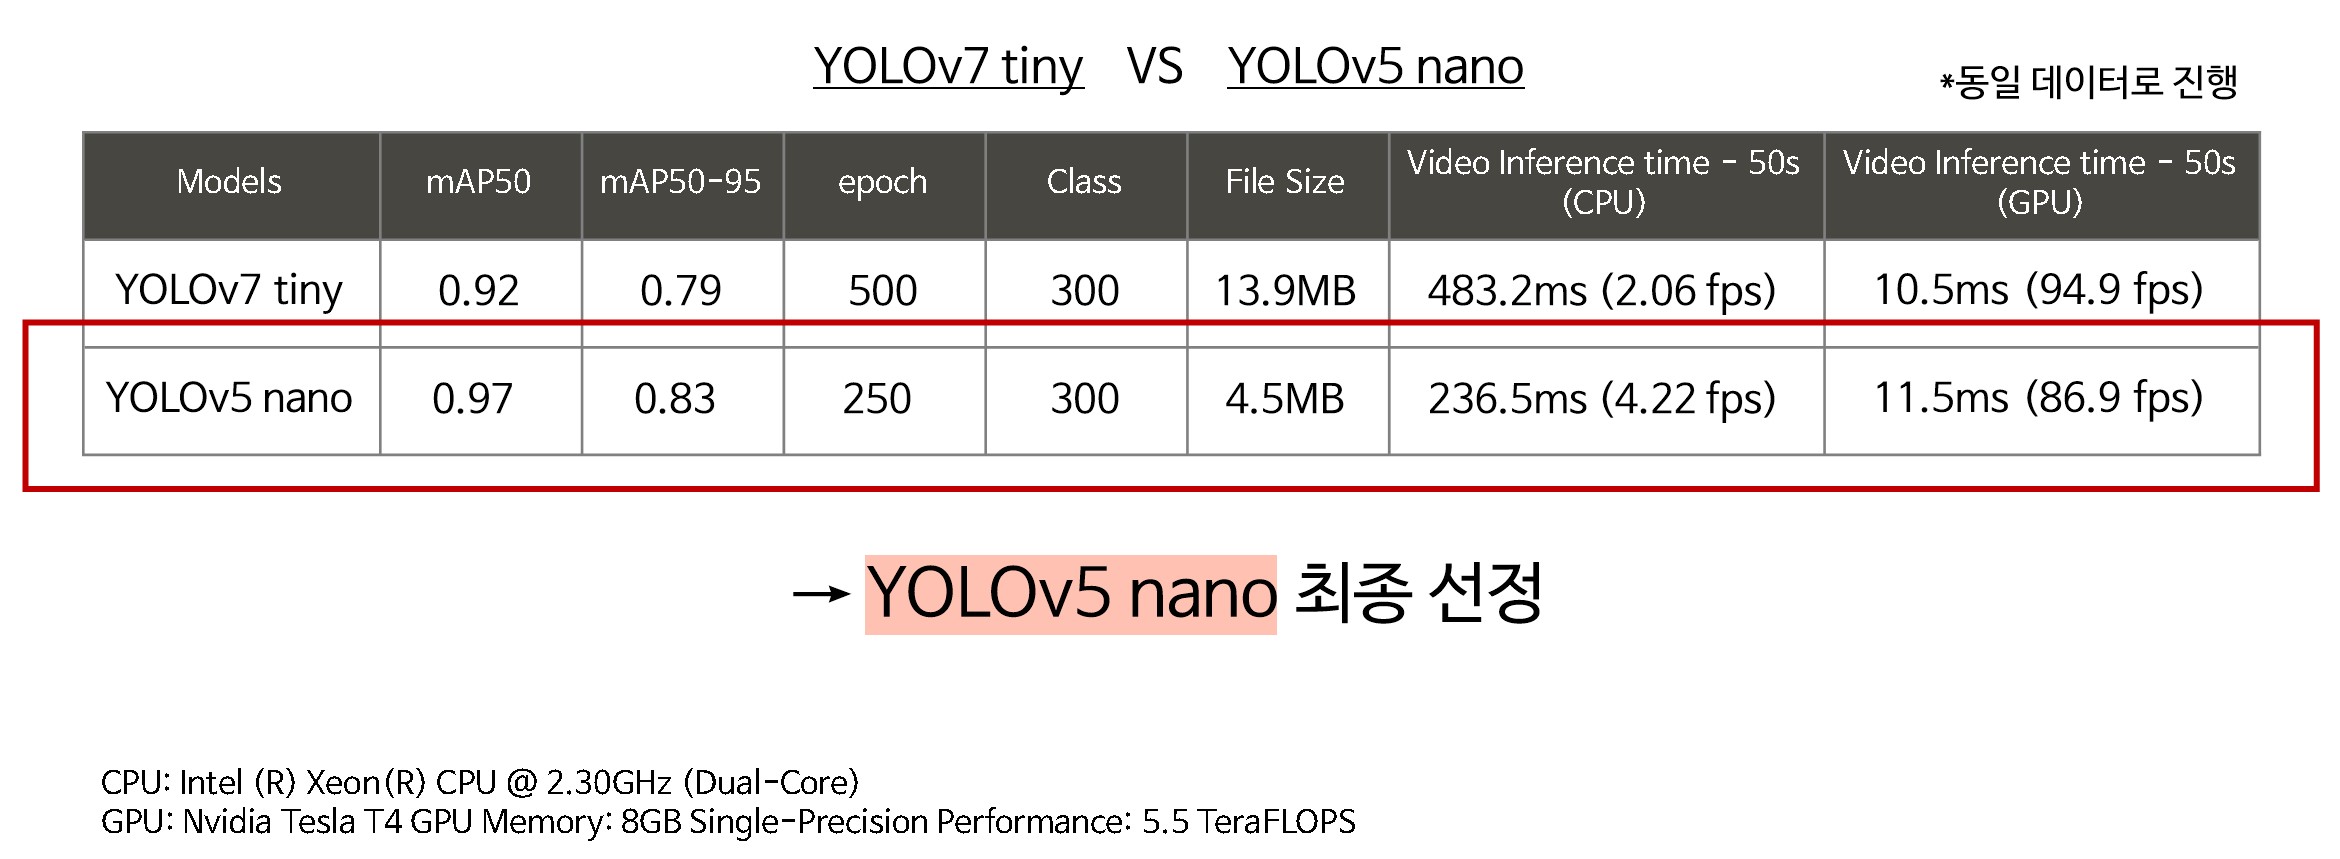 YOLOv7 tiny VS YOLOv5 nano
*동일 데이터로 진행
Models mAP50 mAP50-95 epoch Class File Size Video Inference time - 50s (CPU) Video Inference time - 50s (GPU)
YOLOv7 tiny 0.92 0.79 500 300 13.9MB 483.2ms (2.06 fps) 10.5ms (94.9 fps)
YOLOv5 nano 0.97 0.83 250 300 4.5MB 236.5ms (4.22 fps) 11.5ms (86.9 fps)
→ YOLOv5 nano 최종 선정
CPU: Intel (R) Xeon(R) CPU @ 2.30GHz (Dual-Core)
GPU: Nvidia Tesla T4 GPU Memory: 8GB Single-Precision Performance: 5.5 TeraFLOPS